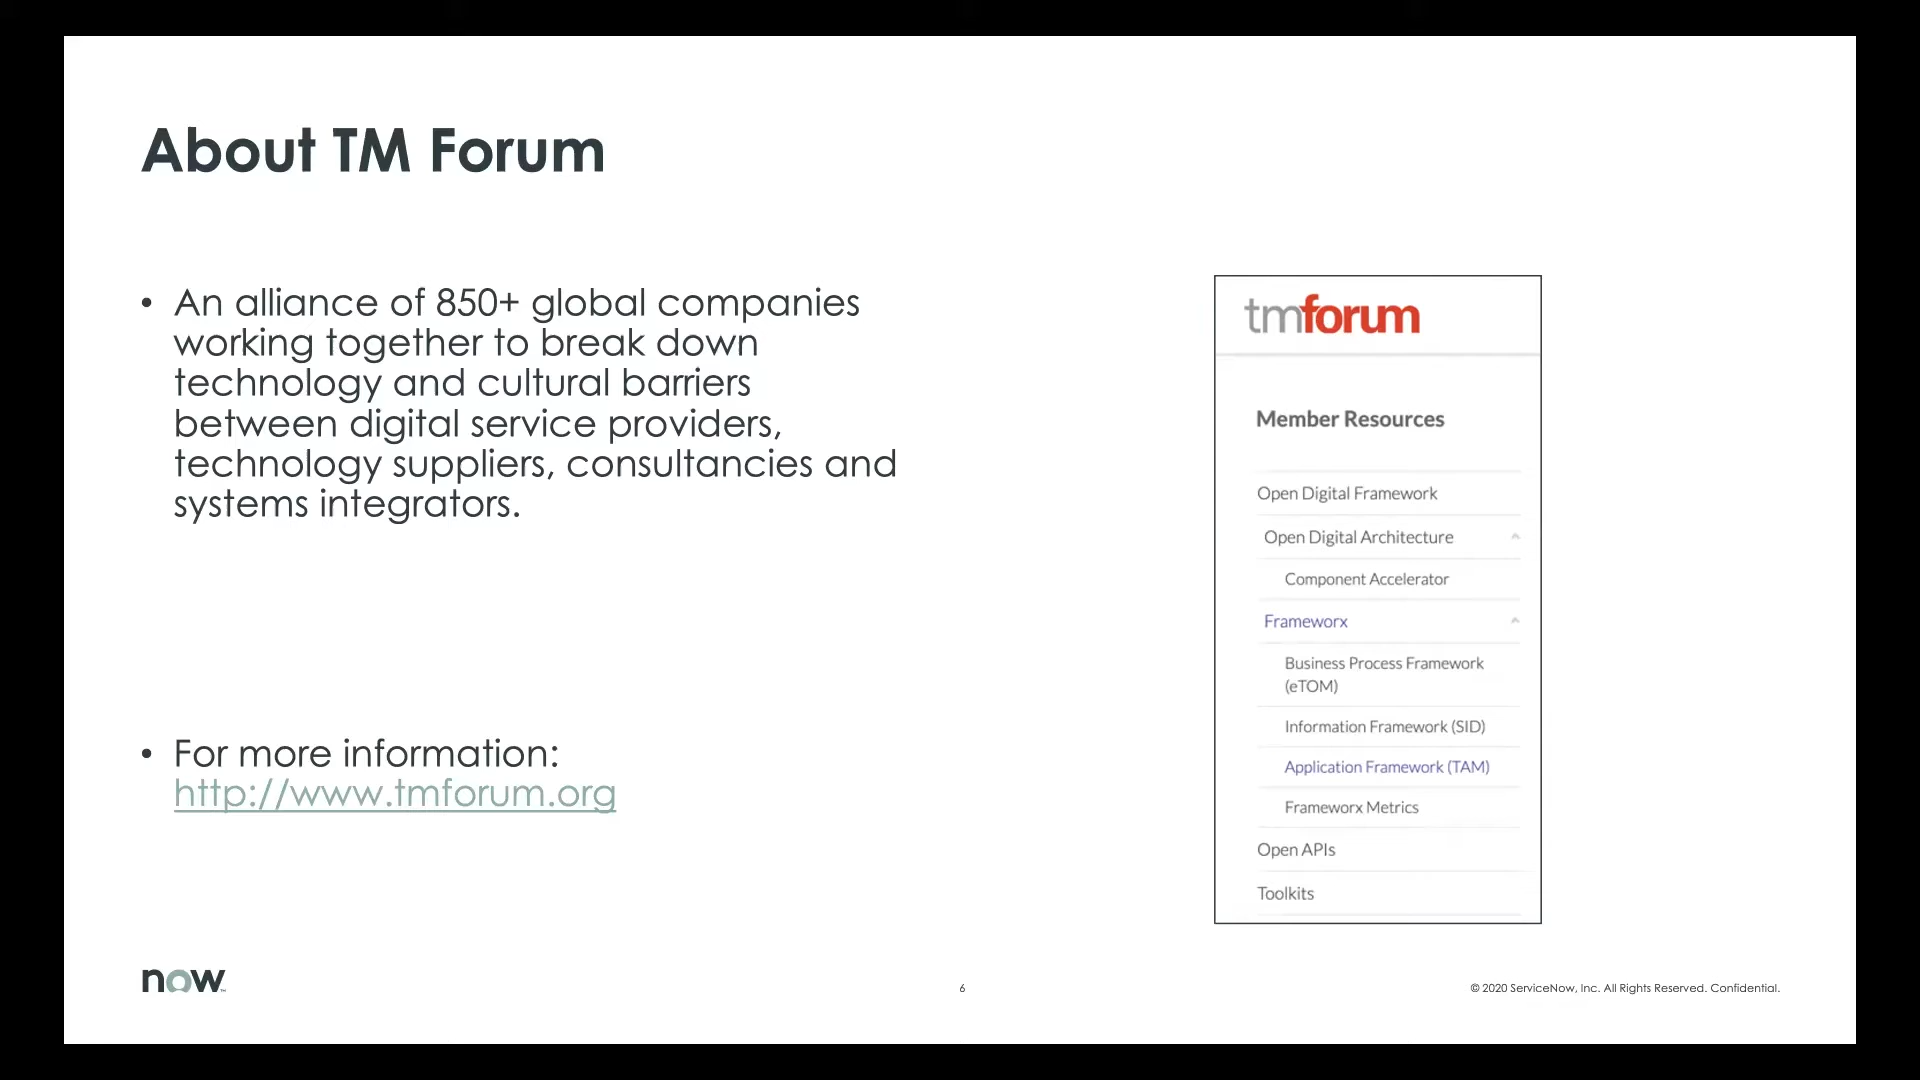 About TM Forum
• An alliance of 850+ global companies
working together to break down
technology and cultural barriers
between digital service providers,
technology suppliers, consultancies and
systems integrators.
• For more information:
http://www.tmforum.org
tmforum
Member Resources
Open Digital Framework
Open Digital Architecture
Component Accelerator
Frameworx
Business Process Framework
(eTOM)
Information Framework (SID)
Application Framework (TAM)
Frameworx Metrics
Open APIs
Toolkits
now
6
© 2020 ServiceNow, Inc. All Rights Reserved. Confidential.